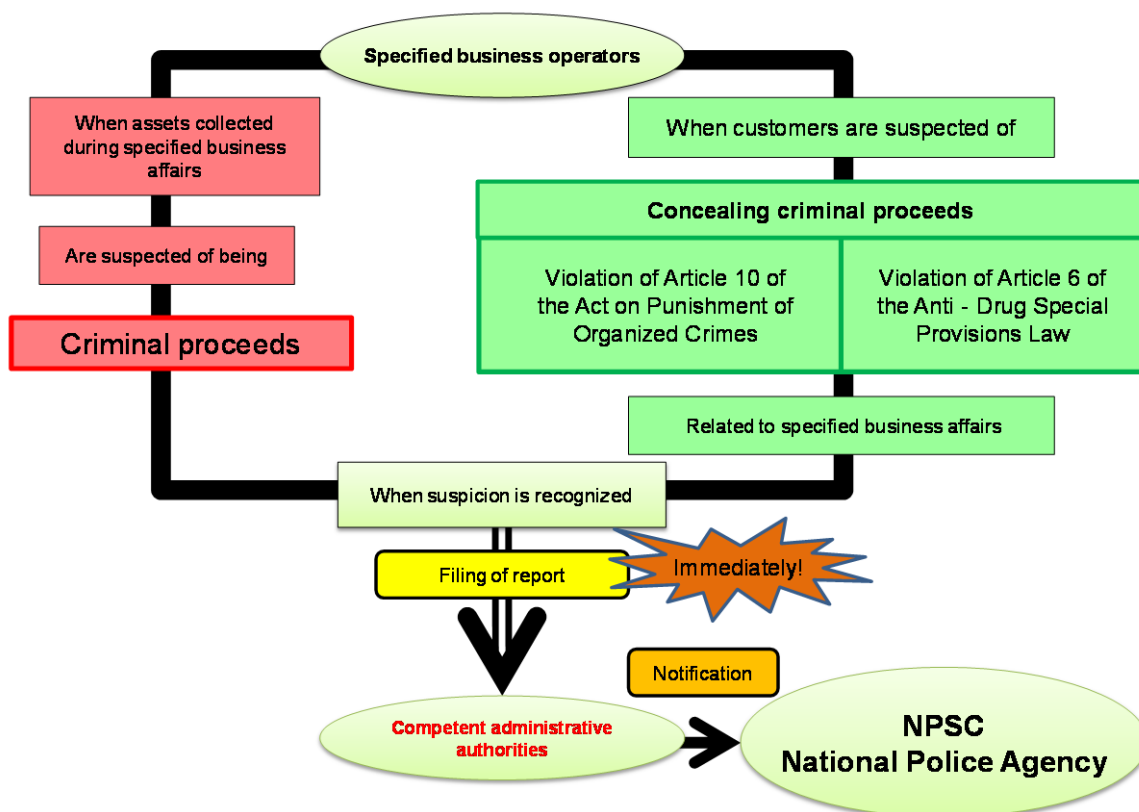 Specified business operators
When assets collected
during specified business
affairs
Are suspected of being
Criminal proceeds
When customers are suspected of
Concealing criminal proceeds
Violation of Article 10 of
the Act on Punishment of
Organized Crimes
Violation of Article 6 of
the Anti - Drug Special
Provisions Law
Related to specified business affairs
When suspicion is recognized
Filing of report
Immediately!
Notification
Competent administrative
authorities
NPSC
National Police Agency